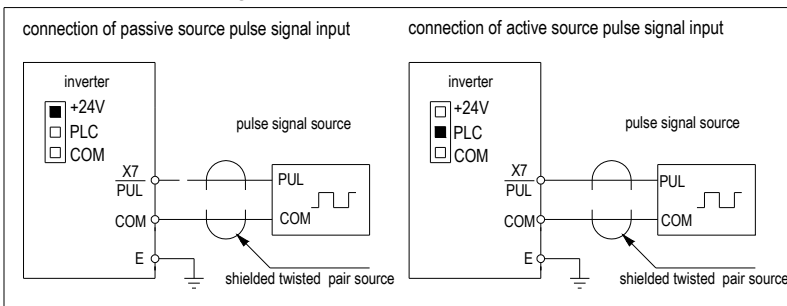 connection of passive source pulse signal input
inverter
+24V
PLC
COM
pulse signal source
X7
PUL
PUL
COM
COM
E
shielded twisted pair source
connection of active source pulse signal input
inverter
+24V
PLC
COM
pulse signal source
X7
PUL
PUL
COM
COM
E
shielded twisted pair source